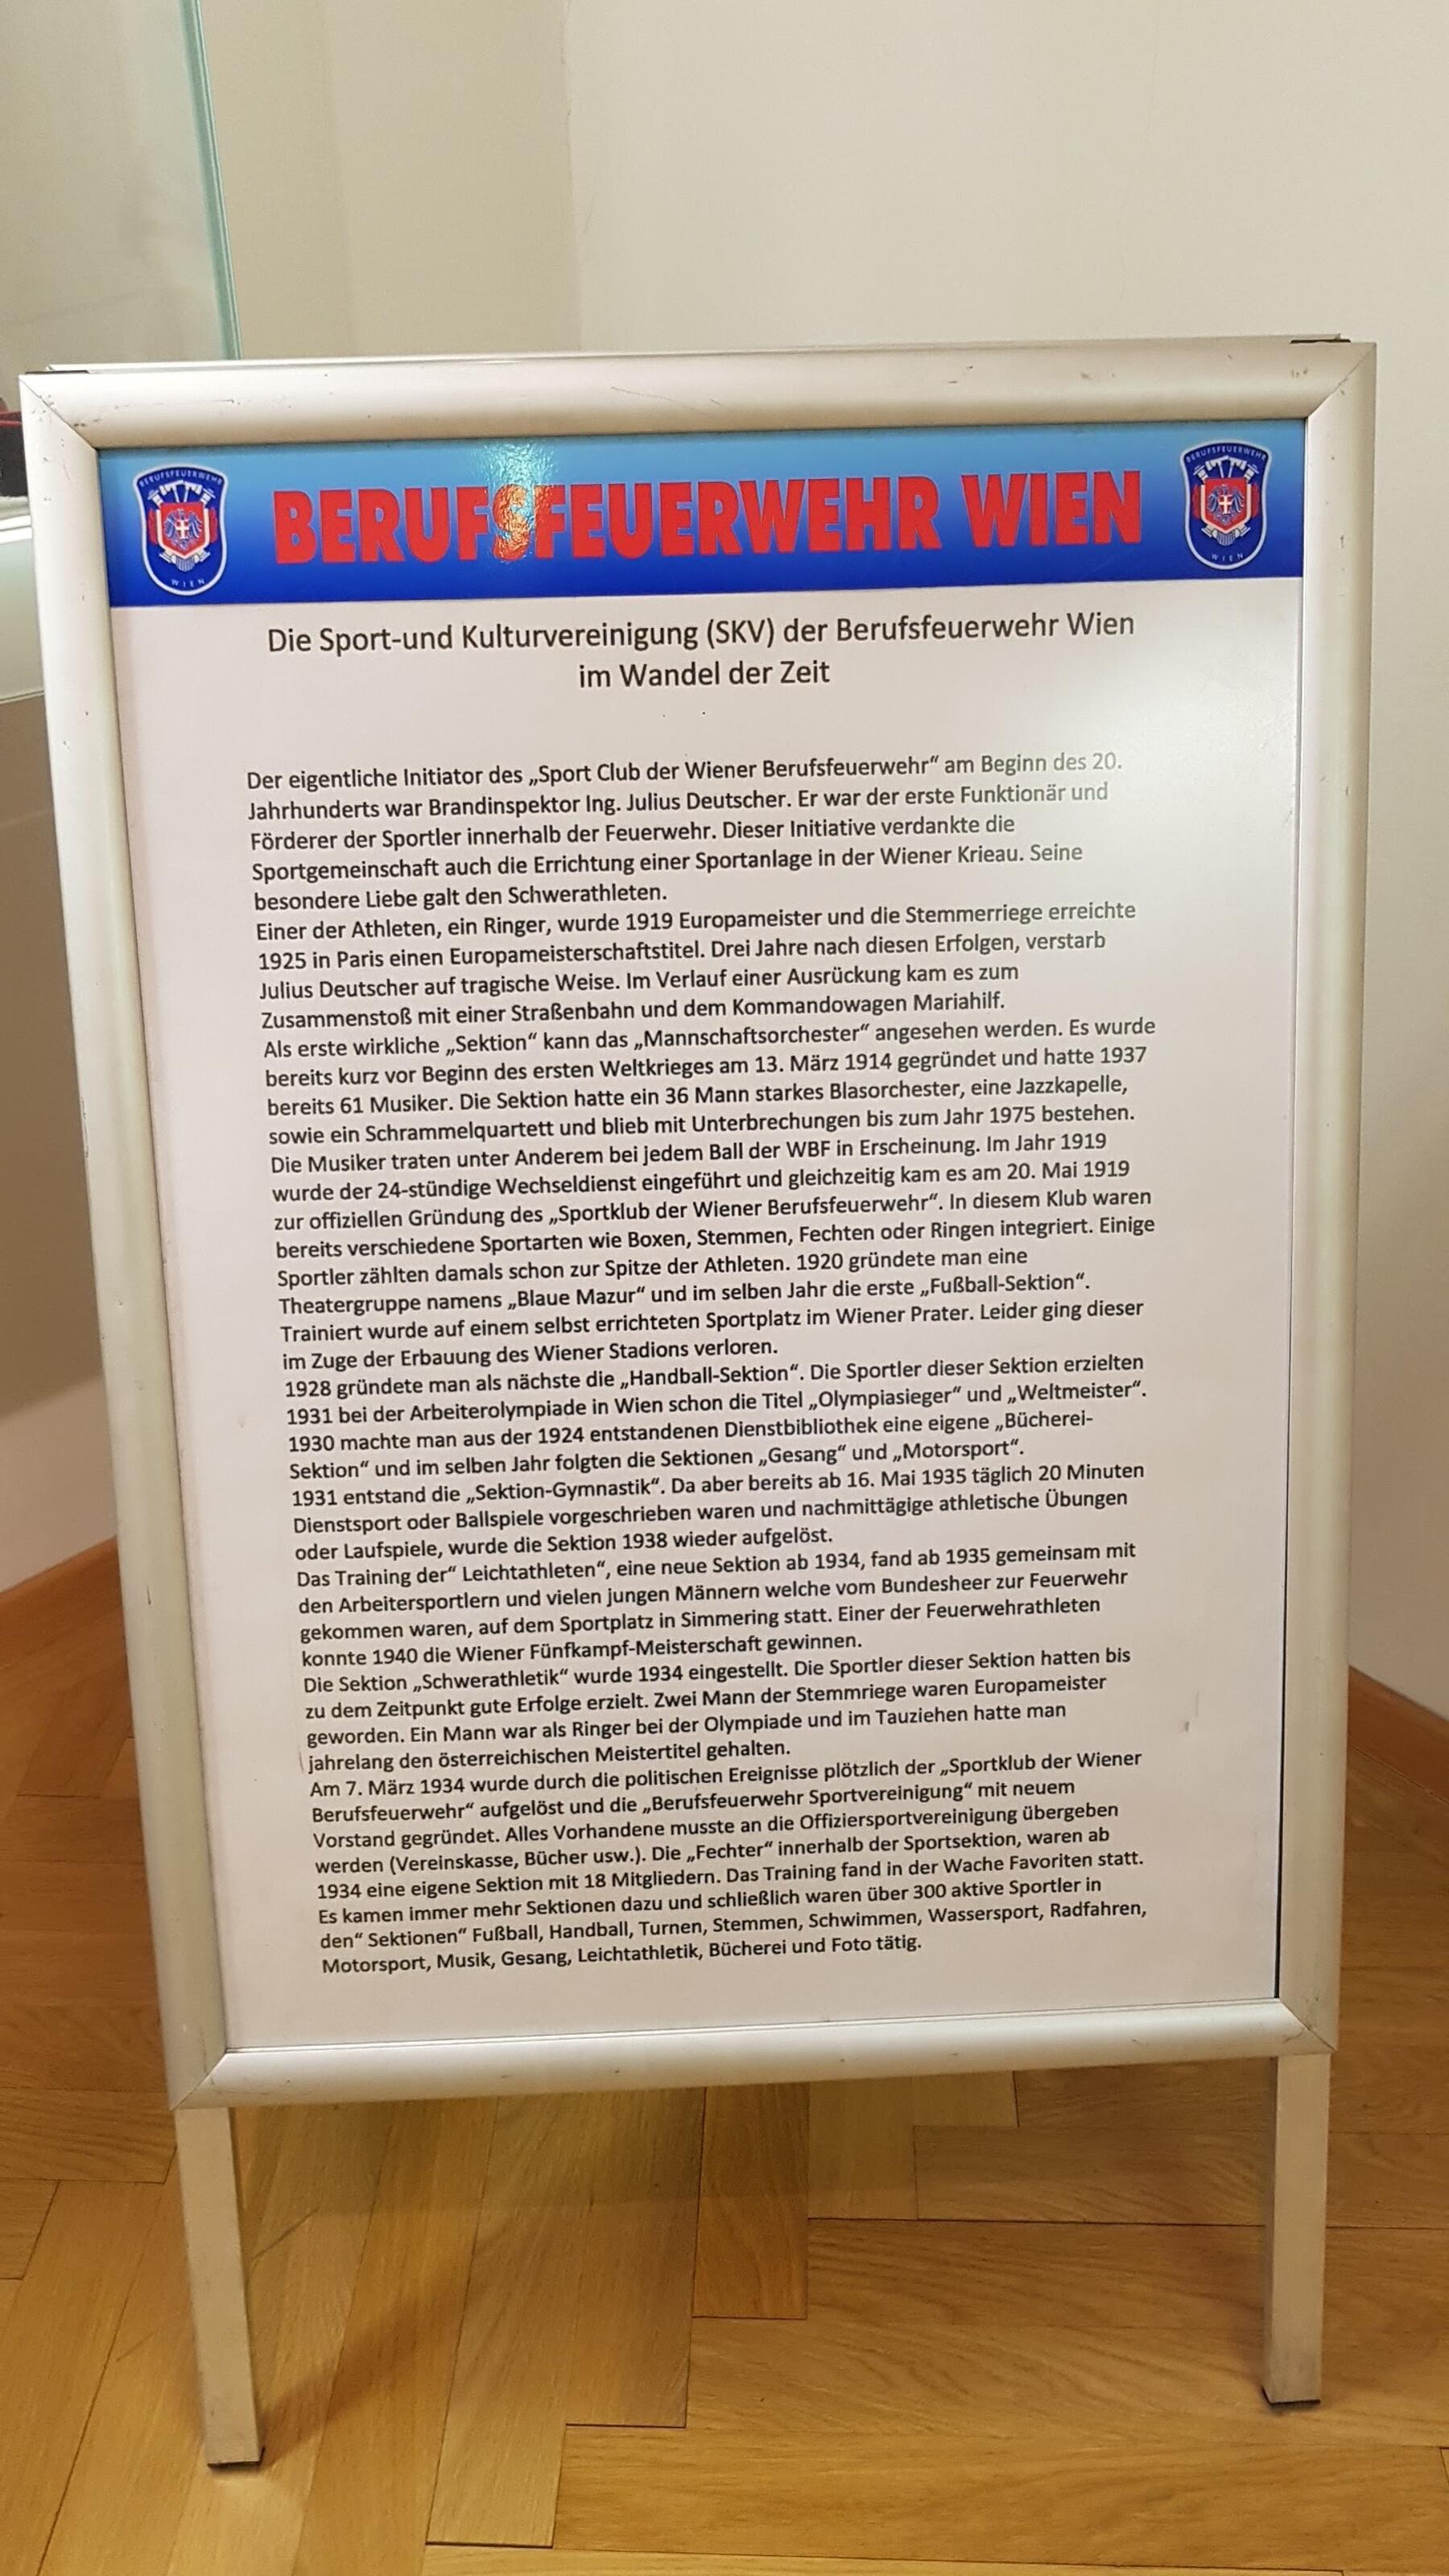 BERUFSFEUERWEHR
WIEN
BERUFSFEUERWEHR WIEN
BERUFSFEUERWEHR
WIEN
Die Sport-und Kulturvereinigung (SKV) der Berufsfeuerwehr Wien
im Wandel der Zeit
Der eigentliche Initiator des „Sport Club der Wiener Berufsfeuerwehr“ am Beginn des 20.
Jahrhunderts war Brandinspektor Ing. Julius Deutscher. Er war der erste Funktionär und
Förderer der Sportler innerhalb der Feuerwehr. Dieser Initiative verdankte die
Sportgemeinschaft auch die Errichtung einer Sportanlage in der Wiener Krieau. Seine
besondere Liebe galt den Schwerathleten.
Einer der Athleten, ein Ringer, wurde 1919 Europameister und die Stemmerriege erreichte
1925 in Paris einen Europameisterschaftstitel. Drei Jahre nach diesen Erfolgen, verstarb
Julius Deutscher auf tragische Weise. Im Verlauf einer Ausrückung kam es zum
Zusammenstoß mit einer Straßenbahn und dem Kommandowagen Mariahilf.
Als erste wirkliche „Sektion“ kann das „Mannschaftsorchester“ angesehen werden. Es wurde
bereits kurz vor Beginn des ersten Weltkrieges am 13. März 1914 gegründet und hatte 1937
bereits 61 Musiker. Die Sektion hatte ein 36 Mann starkes Blasorchester, eine Jazzkapelle,
sowie ein Schrammelquartett und blieb mit Unterbrechungen bis zum Jahr 1975 bestehen.
Die Musiker traten unter Anderem bei jedem Ball der WBF in Erscheinung. Im Jahr 1919
wurde der 24-stündige Wechseldienst eingeführt und gleichzeitig kam es am 20. Mai 1919
zur offiziellen Gründung des „Sportklub der Wiener Berufsfeuerwehr“. In diesem Klub waren
bereits verschiedene Sportarten wie Boxen, Stemmen, Fechten oder Ringen integriert. Einige
Sportler zählten damals schon zur Spitze der Athleten. 1920 gründete man eine
Theatergruppe namens „Blaue Mazur“ und im selben Jahr die erste „Fußball-Sektion“.
Trainiert wurde auf einem selbst errichteten Sportplatz im Wiener Prater. Leider ging dieser
im Zuge der Erbauung des Wiener Stadions verloren.
1928 gründete man als nächste die „Handball-Sektion“. Die Sportler dieser Sektion erzielten
1931 bei der Arbeiterolympiade in Wien schon die Titel „Olympiasieger“ und „Weltmeister“.
1930 machte man aus der 1924 entstandenen Dienstbibliothek eine eigene „Bücherei-
Sektion“ und im selben Jahr folgten die Sektionen „Gesang“ und „Motorsport“.
1931 entstand die „Sektion-Gymnastik“. Da aber bereits ab 16. Mai 1935 täglich 20 Minuten
Dienstsport oder Ballspiele vorgeschrieben waren und nachmittägige athletische Übungen
oder Laufspiele, wurde die Sektion 1938 wieder aufgelöst.
Das Training der“ Leichtathleten“, eine neue Sektion ab 1934, fand ab 1935 gemeinsam mit
den Arbeitersportlern und vielen jungen Männern welche vom Bundesheer zur Feuerwehr
gekommen waren, auf dem Sportplatz in Simmering statt. Einer der Feuerwehrathleten
konnte 1940 die Wiener Fünfkampf-Meisterschaft gewinnen.
Die Sektion „Schwerathletik“ wurde 1934 eingestellt. Die Sportler dieser Sektion hatten bis
zu dem Zeitpunkt gute Erfolge erzielt. Zwei Mann der Stemmriege waren Europameister
geworden. Ein Mann war als Ringer bei der Olympiade und im Tauziehen hatte man
jahrelang den österreichischen Meistertitel gehalten.
Am 7. März 1934 wurde durch die politischen Ereignisse plötzlich der „Sportklub der Wiener
Berufsfeuerwehr“ aufgelöst und die „Berufsfeuerwehr Sportvereinigung“ mit neuem
Vorstand gegründet. Alles Vorhandene musste an die Offiziersportvereinigung übergeben
werden (Vereinskasse, Bücher usw.). Die „Fechter“ innerhalb der Sportsektion, waren ab
1934 eine eigene Sektion mit 18 Mitgliedern. Das Training fand in der Wache Favoriten statt.
Es kamen immer mehr Sektionen dazu und schließlich waren über 300 aktive Sportler in
den“ Sektionen“ Fußball, Handball, Turnen, Stemmen, Schwimmen, Wassersport, Radfahren,
Motorsport, Musik, Gesang, Leichtathletik, Bücherei und Foto tätig.